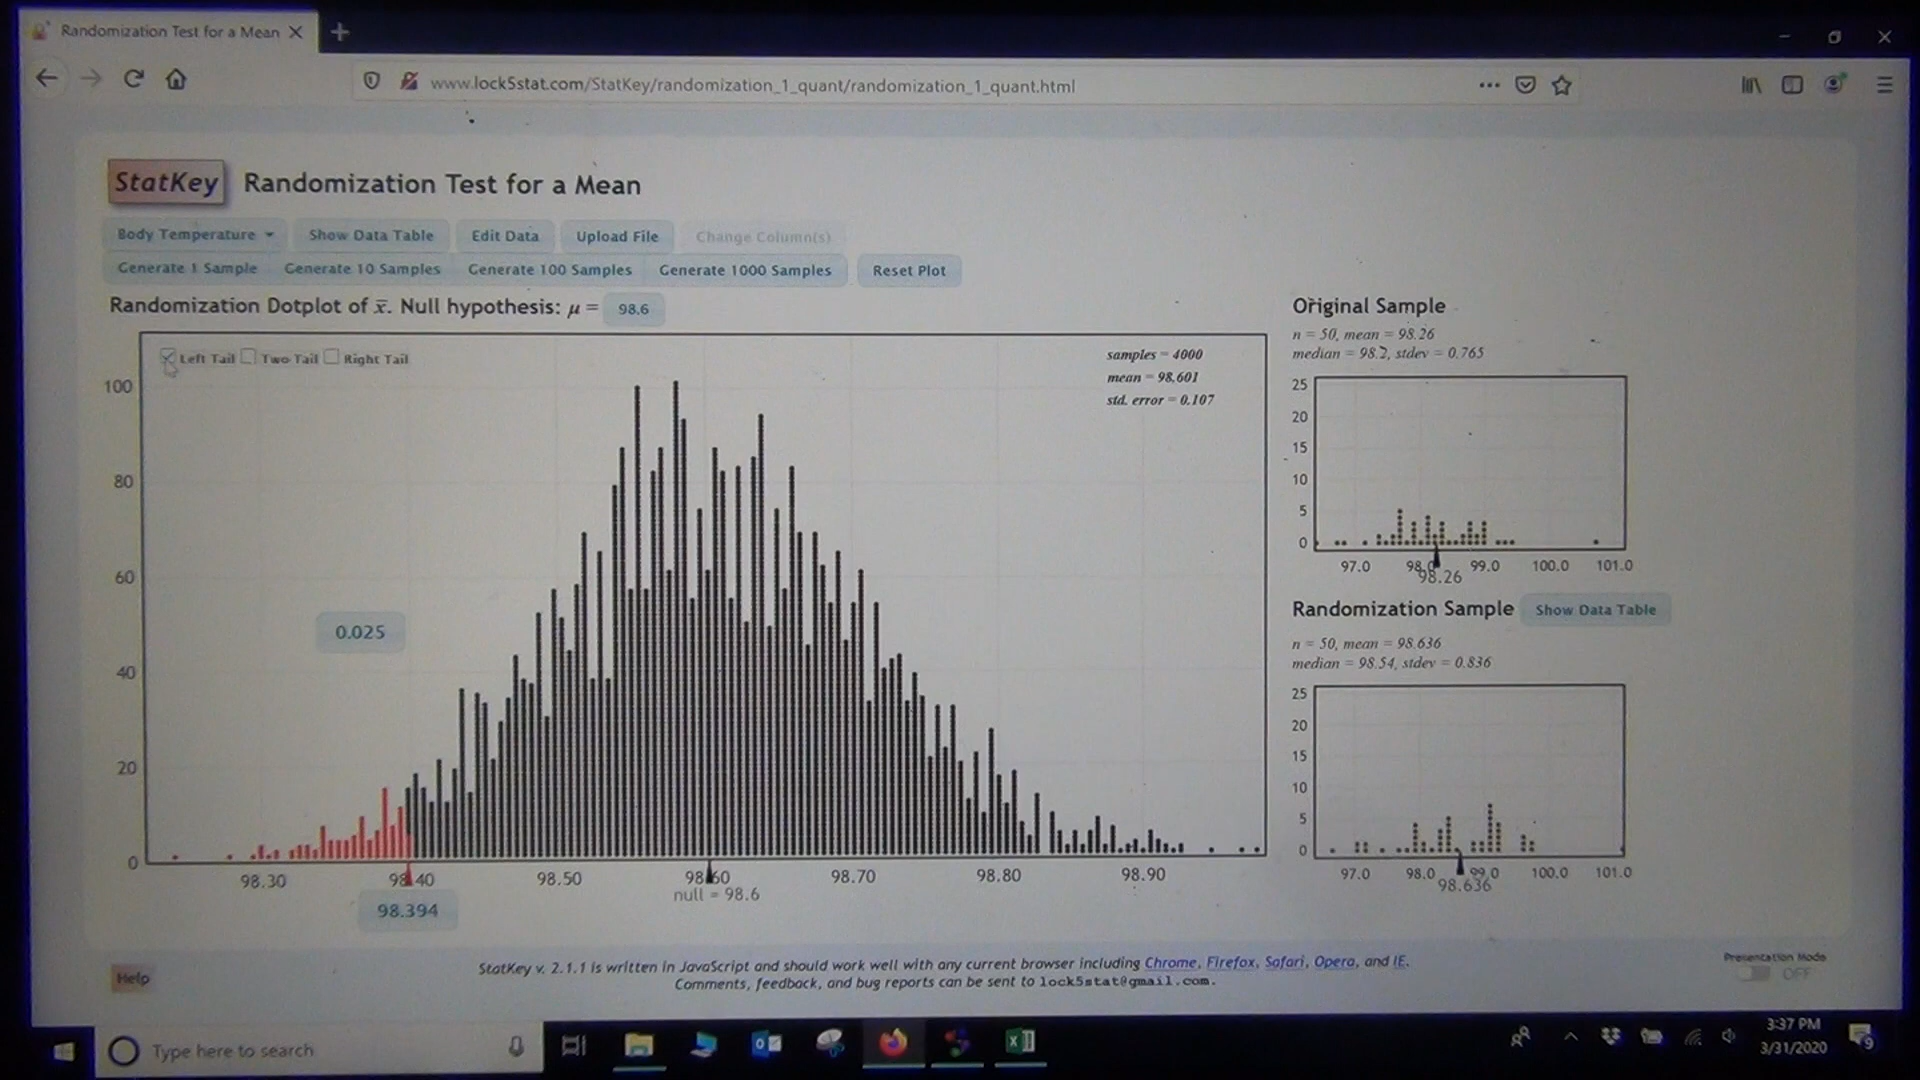 Randomization Test for a Mean
www.lock5stat.com/StatKey/randomization_1_quant/randomization_1_quant.html
StatKey Randomization Test for a Mean
Body Temperature Show Data Table Edit Data Upload File Change Column(s)
Generate 1 Sample Generate 10 Samples Generate 100 Samples Generate 1000 Samples Reset Plot
Randomization Dotplot of x̅. Null hypothesis: μ = 98.6
Left Tail Two Tail Right Tail
samples = 4000
mean = 98.601
std. error = 0.107
100
80
60
40
20
0
0.025
98.30 98.40 98.50 98.60 98.70 98.80 98.90
null = 98.6
98.394
Original Sample
n = 50, mean = 98.26
median = 98.2, stdev = 0.765
25
20
15
10
5
0
97.0 98.0 99.0 100.0 101.0
98.26
Randomization Sample Show Data Table
n = 50, mean = 98.636
median = 98.54, stdev = 0.836
25
20
15
10
5
0
97.0 98.0 99.0 100.0 101.0
98.636
Help
StatKey v. 2.1.1 is written in JavaScript and should work well with any current browser including Chrome, Firefox, Safari, Opera, and IE.
Comments, feedback, and bug reports can be sent to lock5stat@gmail.com.
Presentation Mode
OFF
Type here to search
3:37 PM
3/31/2020
9